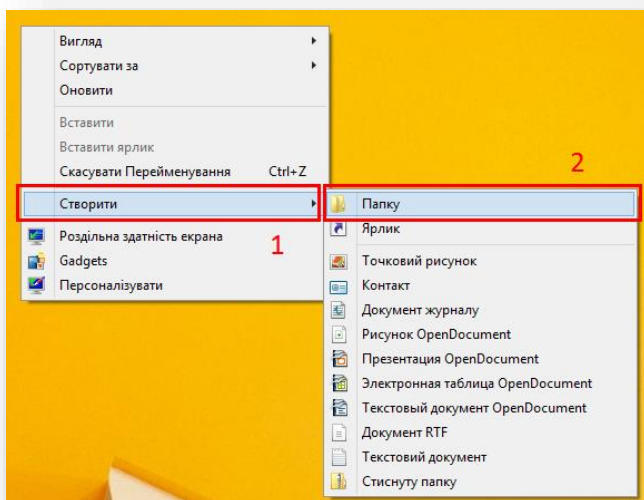 Вигляд
Сортувати за
Оновити
Вставити
Вставити ярлик
Скасувати Перейменування Ctrl+Z
Створити
1
Роздільна здатність екрана
Gadgets
Персоналізувати
2
Папку
Ярлик
Точковий рисунок
Контакт
Документ журналу
Рисунок OpenDocument
Презентация OpenDocument
Электронная таблица OpenDocument
Текстовый документ OpenDocument
Документ RTF
Текстовий документ
Стиснуту папку